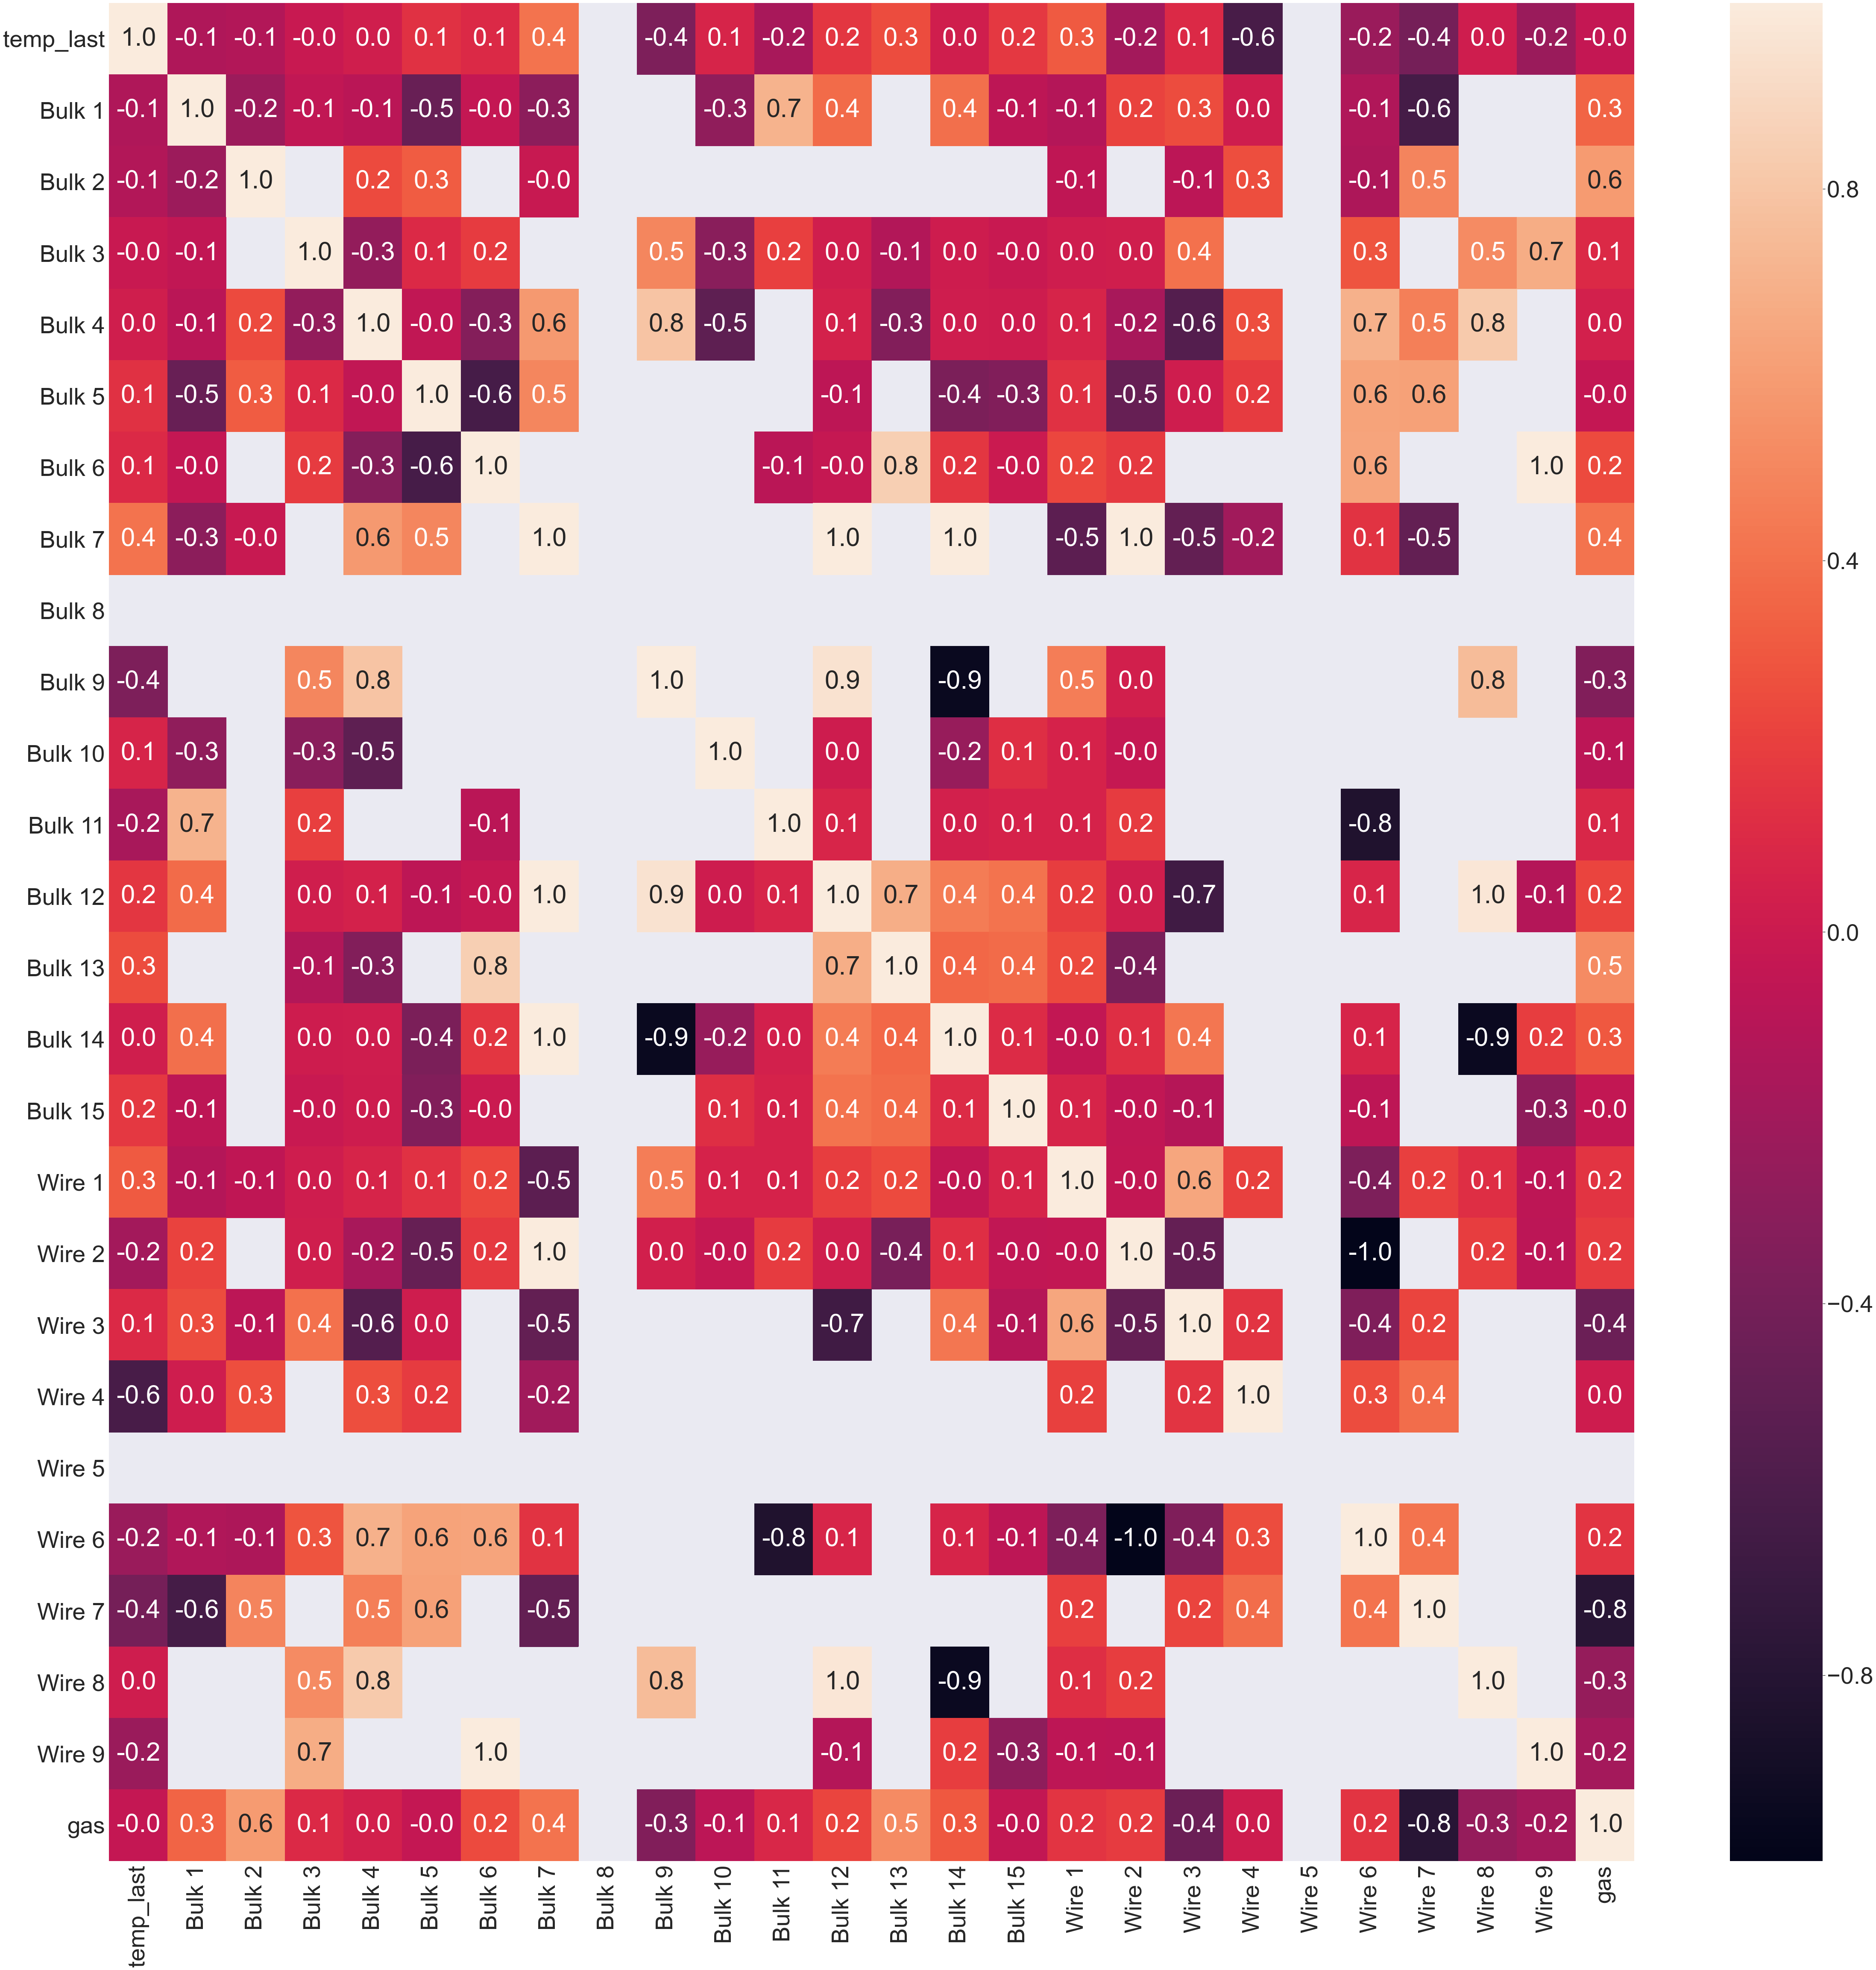 temp_last 1.0 -0.1 -0.1 -0.0 0.0 0.1 0.1 0.4 -0.4 0.1 -0.2 0.2 0.3 0.0 0.2 0.3 -0.2 0.1 -0.6 -0.2 -0.4 0.0 -0.2 -0.0
Bulk 1 -0.1 1.0 -0.2 -0.1 -0.1 -0.5 -0.0 -0.3 -0.3 0.7 0.4 0.4 -0.1 -0.1 0.2 0.3 0.0 -0.1 -0.6 0.3
Bulk 2 -0.1 -0.2 1.0 0.2 0.3 -0.0 -0.1 -0.1 0.3 -0.1 0.5 0.6
0.8
Bulk 3 -0.0 -0.1 1.0 -0.3 0.1 0.2 0.5 -0.3 0.2 0.0 -0.1 0.0 -0.0 0.0 0.0 0.4 0.3 0.5 0.7 0.1
Bulk 4 0.0 -0.1 0.2 -0.3 1.0 -0.0 -0.3 0.6 0.8 -0.5 0.1 -0.3 0.0 0.0 0.1 -0.2 -0.6 0.3 0.7 0.5 0.8 0.0
Bulk 5 0.1 -0.5 0.3 0.1 -0.0 1.0 -0.6 0.5 -0.1 -0.4 -0.3 0.1 -0.5 0.0 0.2 0.6 0.6 -0.0
Bulk 6 0.1 -0.0 0.2 -0.3 -0.6 1.0 -0.1 -0.0 0.8 0.2 -0.0 0.2 0.2 0.6 1.0 0.2
Bulk 7 0.4 -0.3 -0.0 0.6 0.5 1.0 1.0 1.0 -0.5 1.0 -0.5 -0.2 0.1 -0.5 0.4
0.4
Bulk 8
Bulk 9 -0.4 0.5 0.8 1.0 0.9 -0.9 0.5 0.0 0.8 -0.3
Bulk 10 0.1 -0.3 -0.3 -0.5 1.0 0.0 -0.2 0.1 0.1 -0.0 -0.1
Bulk 11 -0.2 0.7 0.2 -0.1 1.0 0.1 0.0 0.1 0.1 0.2 -0.8 0.1
Bulk 12 0.2 0.4 0.0 0.1 -0.1 -0.0 1.0 0.9 0.0 0.1 1.0 0.7 0.4 0.4 0.2 0.0 -0.7 0.1 1.0 -0.1 0.2
0.0
Bulk 13 0.3 -0.1 -0.3 0.8 0.7 1.0 0.4 0.4 0.2 -0.4 0.5
Bulk 14 0.0 0.4 0.0 0.0 -0.4 0.2 1.0 -0.9 -0.2 0.0 0.4 0.4 1.0 0.1 -0.0 0.1 0.4 0.1 -0.9 0.2 0.3
Bulk 15 0.2 -0.1 -0.0 0.0 -0.3 -0.0 0.1 0.1 0.4 0.4 0.1 1.0 0.1 -0.0 -0.1 -0.1 -0.3 -0.0
Wire 1 0.3 -0.1 -0.1 0.0 0.1 0.1 0.2 -0.5 0.5 0.1 0.1 0.2 0.2 -0.0 0.1 1.0 -0.0 0.6 0.2 -0.4 0.2 0.1 -0.1 0.2
Wire 2 -0.2 0.2 0.0 -0.2 -0.5 0.2 1.0 0.0 -0.0 0.2 0.0 -0.4 0.1 -0.0 -0.0 1.0 -0.5 -1.0 0.2 -0.1 0.2
−0.4
Wire 3 0.1 0.3 -0.1 0.4 -0.6 0.0 -0.5 -0.7 0.4 -0.1 0.6 -0.5 1.0 0.2 -0.4 0.2 -0.4
Wire 4 -0.6 0.0 0.3 0.3 0.2 -0.2 0.2 0.2 1.0 0.3 0.4 0.0
Wire 5
Wire 6 -0.2 -0.1 -0.1 0.3 0.7 0.6 0.6 0.1 -0.8 0.1 0.1 -0.1 -0.4 -1.0 -0.4 0.3 1.0 0.4 0.2
Wire 7 -0.4 -0.6 0.5 0.5 0.6 -0.5 0.2 0.2 0.4 0.4 1.0 -0.8
Wire 8 0.0 0.5 0.8 0.8 1.0 -0.9 0.1 0.2 1.0 -0.3
−0.8
Wire 9 -0.2 0.7 1.0 -0.1 0.2 -0.3 -0.1 -0.1 1.0 -0.2
gas -0.0 0.3 0.6 0.1 0.0 -0.0 0.2 0.4 -0.3 -0.1 0.1 0.2 0.5 0.3 -0.0 0.2 0.2 -0.4 0.0 0.2 -0.8 -0.3 -0.2 1.0
temp_last
Bulk 1
Bulk 2
Bulk 3
Bulk 4
Bulk 5
Bulk 6
Bulk 7
Bulk 8
Bulk 9
Bulk 10
Bulk 11
Bulk 12
Bulk 13
Bulk 14
Bulk 15
Wire 1
Wire 2
Wire 3
Wire 4
Wire 5
Wire 6
Wire 7
Wire 8
Wire 9
gas